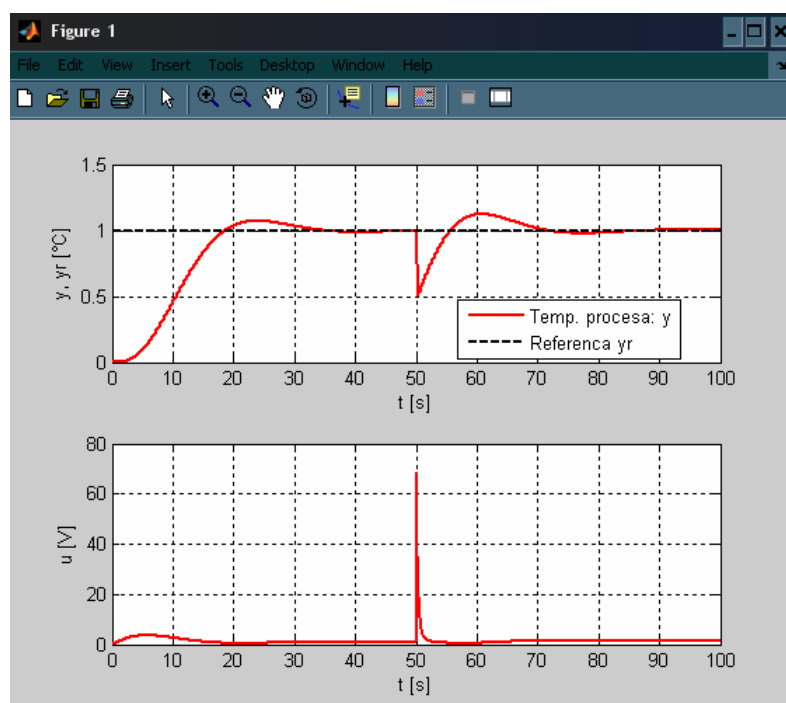 Figure 1
File Edit View Insert Tools Desktop Window Help
1.5
1
0.5
0
y, yr [°C]
Temp. procesa: y
Referenca yr
0 10 20 30 40 50 60 70 80 90 100
t [s]
80
60
40
20
0
u [V]
0 10 20 30 40 50 60 70 80 90 100
t [s]